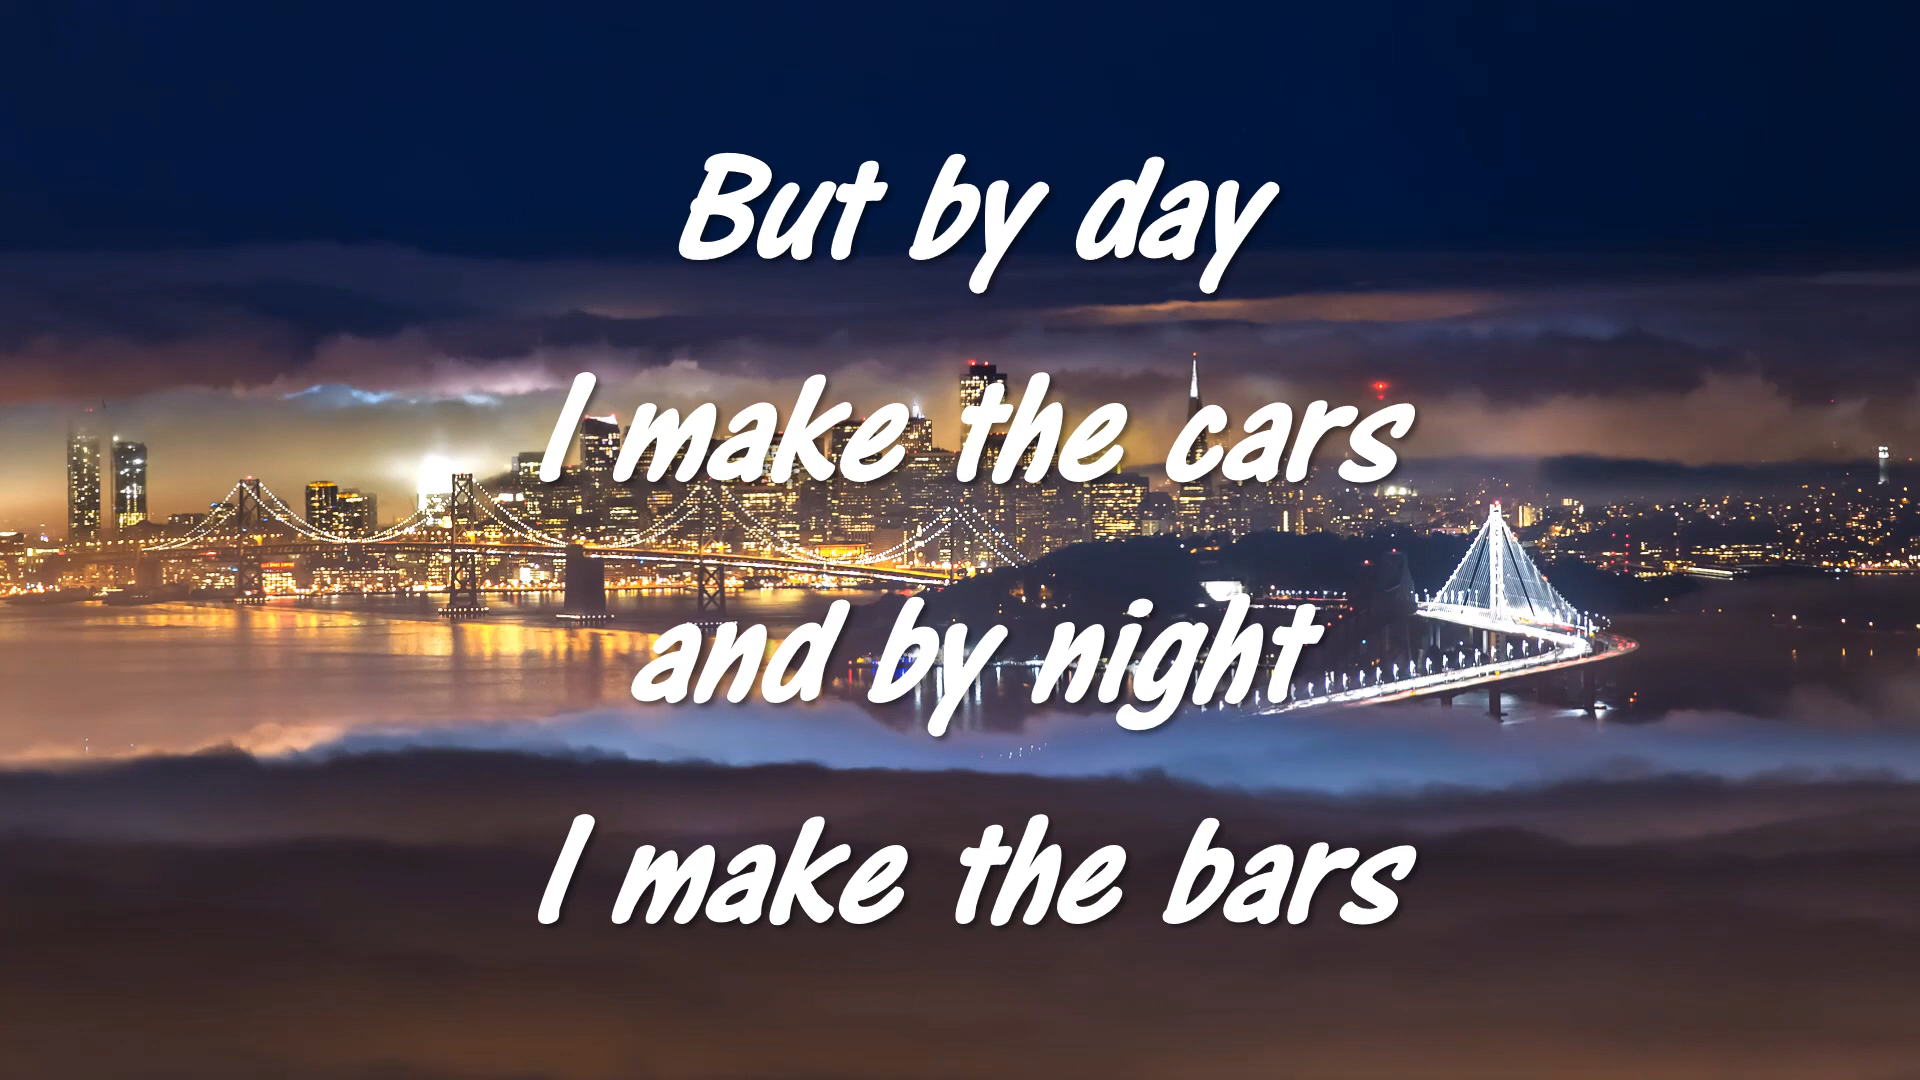 But by day
I make the cars
and by night
I make the bars